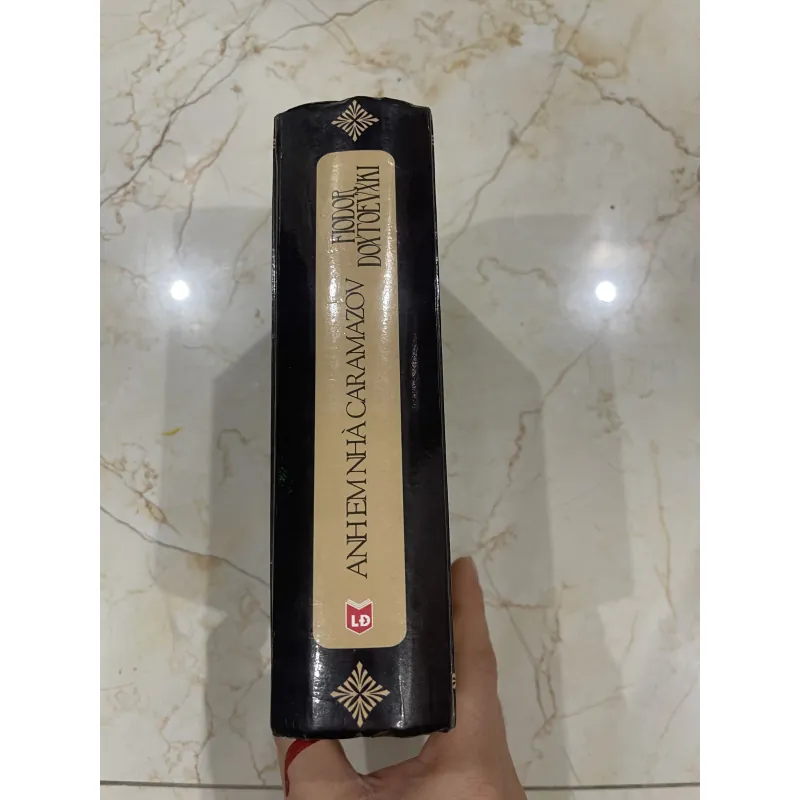 FIODOR
DOXTOEVXKI
ANH EM NHÀ CARAMAZOV
LĐ